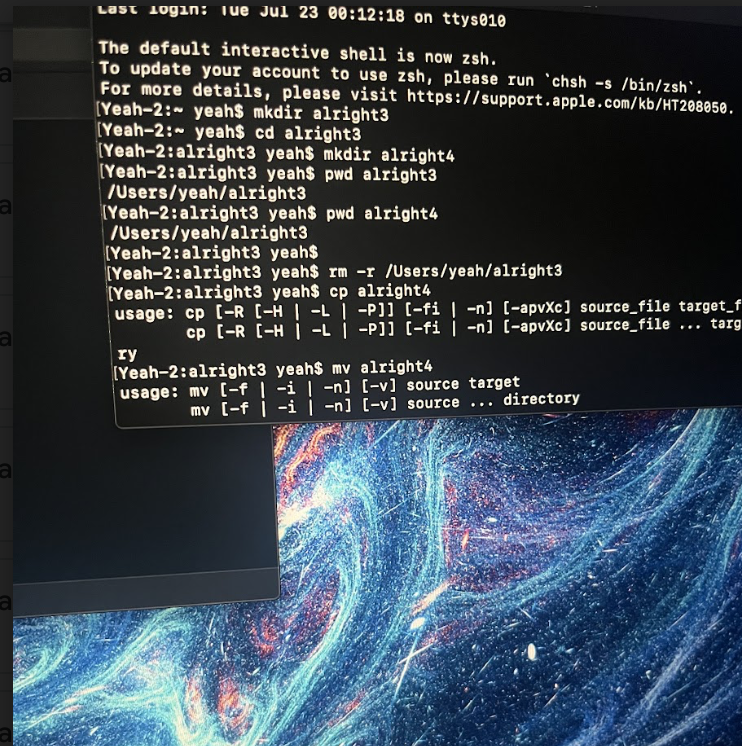 Last login: Tue Jul 23 00:12:18 on ttys010
The default interactive shell is now zsh.
To update your account to use zsh, please run `chsh -s /bin/zsh`.
For more details, please visit https://support.apple.com/kb/HT208050.
[Yeah-2:~ yeah$ mkdir alright3
[Yeah-2:~ yeah$ cd alright3
[Yeah-2:alright3 yeah$ mkdir alright4
[Yeah-2:alright3 yeah$ pwd alright3
/Users/yeah/alright3
[Yeah-2:alright3 yeah$ pwd alright4
/Users/yeah/alright3
[Yeah-2:alright3 yeah$
[Yeah-2:alright3 yeah$ rm -r /Users/yeah/alright3
[Yeah-2:alright3 yeah$ cp alright4
usage: cp [-R [-H | -L | -P]] [-fi | -n] [-apvXc] source_file target_f
cp [-R [-H | -L | -P]] [-fi | -n] [-apvXc] source_file ... targ
ry
[Yeah-2:alright3 yeah$ mv alright4
usage: mv [-f | -i | -n] [-v] source target
mv [-f | -i | -n] [-v] source ... directory